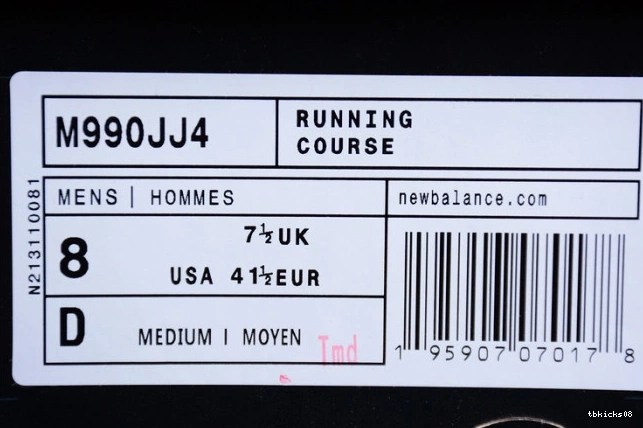 M990JJ4
RUNNING
COURSE
MENS | HOMMES
newbalance.com
N213110081
8
7½UK
USA 41½EUR
D
MEDIUM | MOYEN
Tmd
1 95907 07017 8
tbkicks08